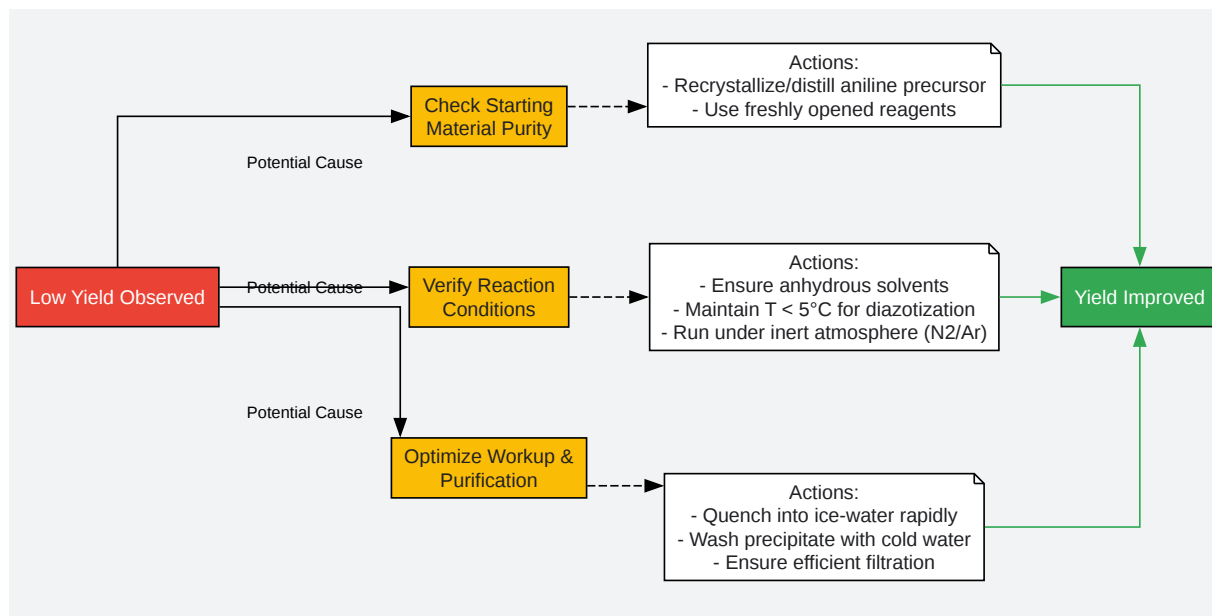 Low Yield Observed
Potential Cause
Check Starting
Material Purity
Actions:
- Recrystallize/distill aniline precursor
- Use freshly opened reagents
Potential Cause
Verify Reaction
Conditions
Actions:
- Ensure anhydrous solvents
- Maintain T < 5°C for diazotization
- Run under inert atmosphere (N2/Ar)
Potential Cause
Optimize Workup &
Purification
Actions:
- Quench into ice-water rapidly
- Wash precipitate with cold water
- Ensure efficient filtration
Yield Improved